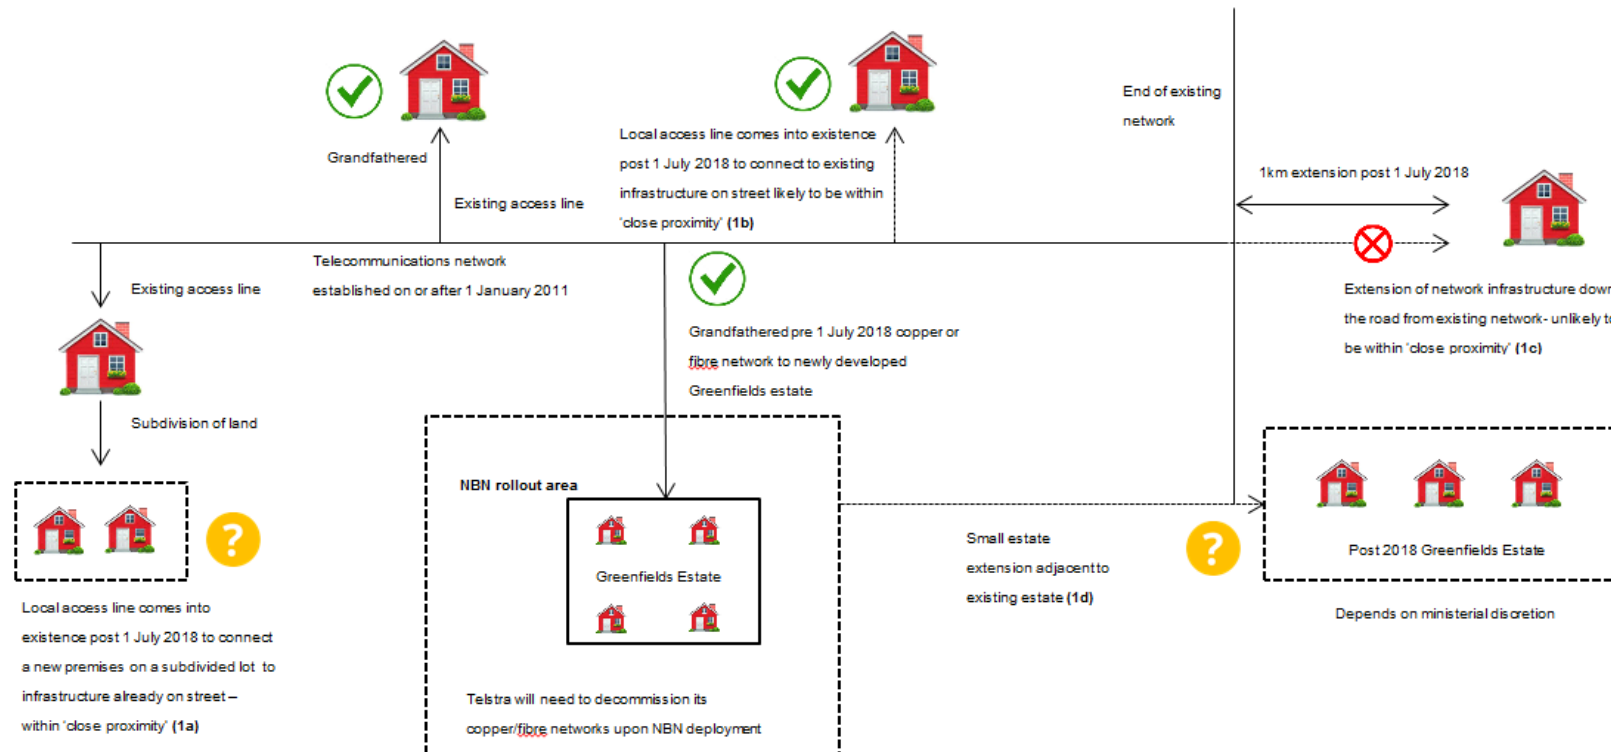 Grandfathered
Existing access line
Local access line comes into existence
post 1 July 2018 to connect to existing
infrastructure on street likely to be within
'close proximity' (1b)
End of existing
network
1km extension post 1 July 2018
Telecommunications network
established on or after 1 January 2011
Existing access line
Extension of network infrastructure down
the road from existing network- unlikely to
be within 'close proximity' (1c)
Grandfathered pre 1 July 2018 copper or
fibre network to newly developed
Greenfields estate
Subdivision of land
?
Local access line comes into
existence post 1 July 2018 to connect
a new premises on a subdivided lot to
infrastructure already on street –
within 'close proximity' (1a)
NBN rollout area
Greenfields Estate
Telstra will need to decommission its
copper/fibre networks upon NBN deployment
Small estate
extension adjacent to
existing estate (1d)
?
Post 2018 Greenfields Estate
Depends on ministerial discretion